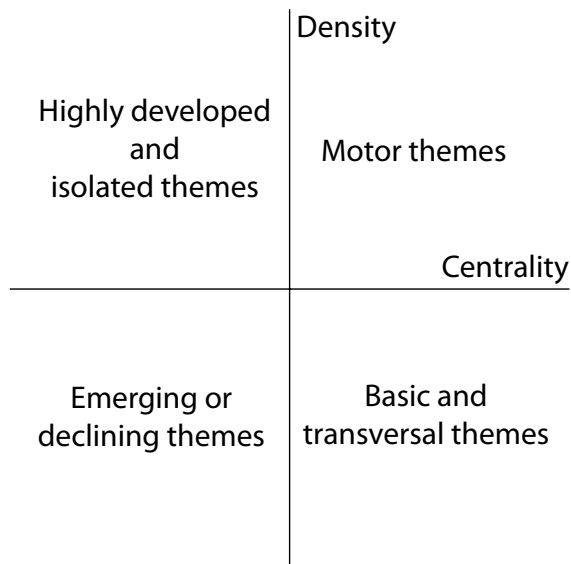 Density
Highly developed
and
isolated themes
Motor themes
Centrality
Emerging or
declining themes
Basic and
transversal themes